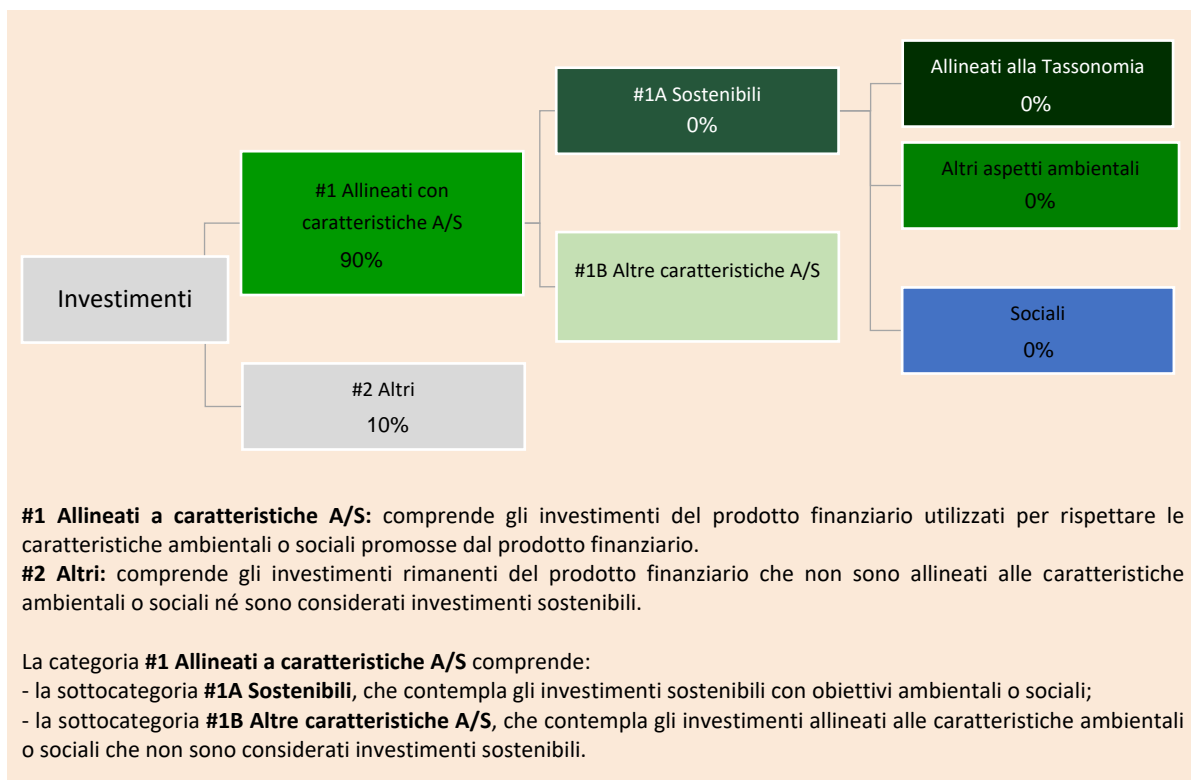 Investimenti
#1 Allineati con
caratteristiche A/S
90%
#2 Altri
10%
#1A Sostenibili
0%
#1B Altre caratteristiche A/S
Allineati alla Tassonomia
0%
Altri aspetti ambientali
0%
Sociali
0%
#1 Allineati a caratteristiche A/S: comprende gli investimenti del prodotto finanziario utilizzati per rispettare le
caratteristiche ambientali o sociali promosse dal prodotto finanziario.
#2 Altri: comprende gli investimenti rimanenti del prodotto finanziario che non sono allineati alle caratteristiche
ambientali o sociali né sono considerati investimenti sostenibili.
La categoria #1 Allineati a caratteristiche A/S comprende:
- la sottocategoria #1A Sostenibili, che contempla gli investimenti sostenibili con obiettivi ambientali o sociali;
- la sottocategoria #1B Altre caratteristiche A/S, che contempla gli investimenti allineati alle caratteristiche ambientali
o sociali che non sono considerati investimenti sostenibili.